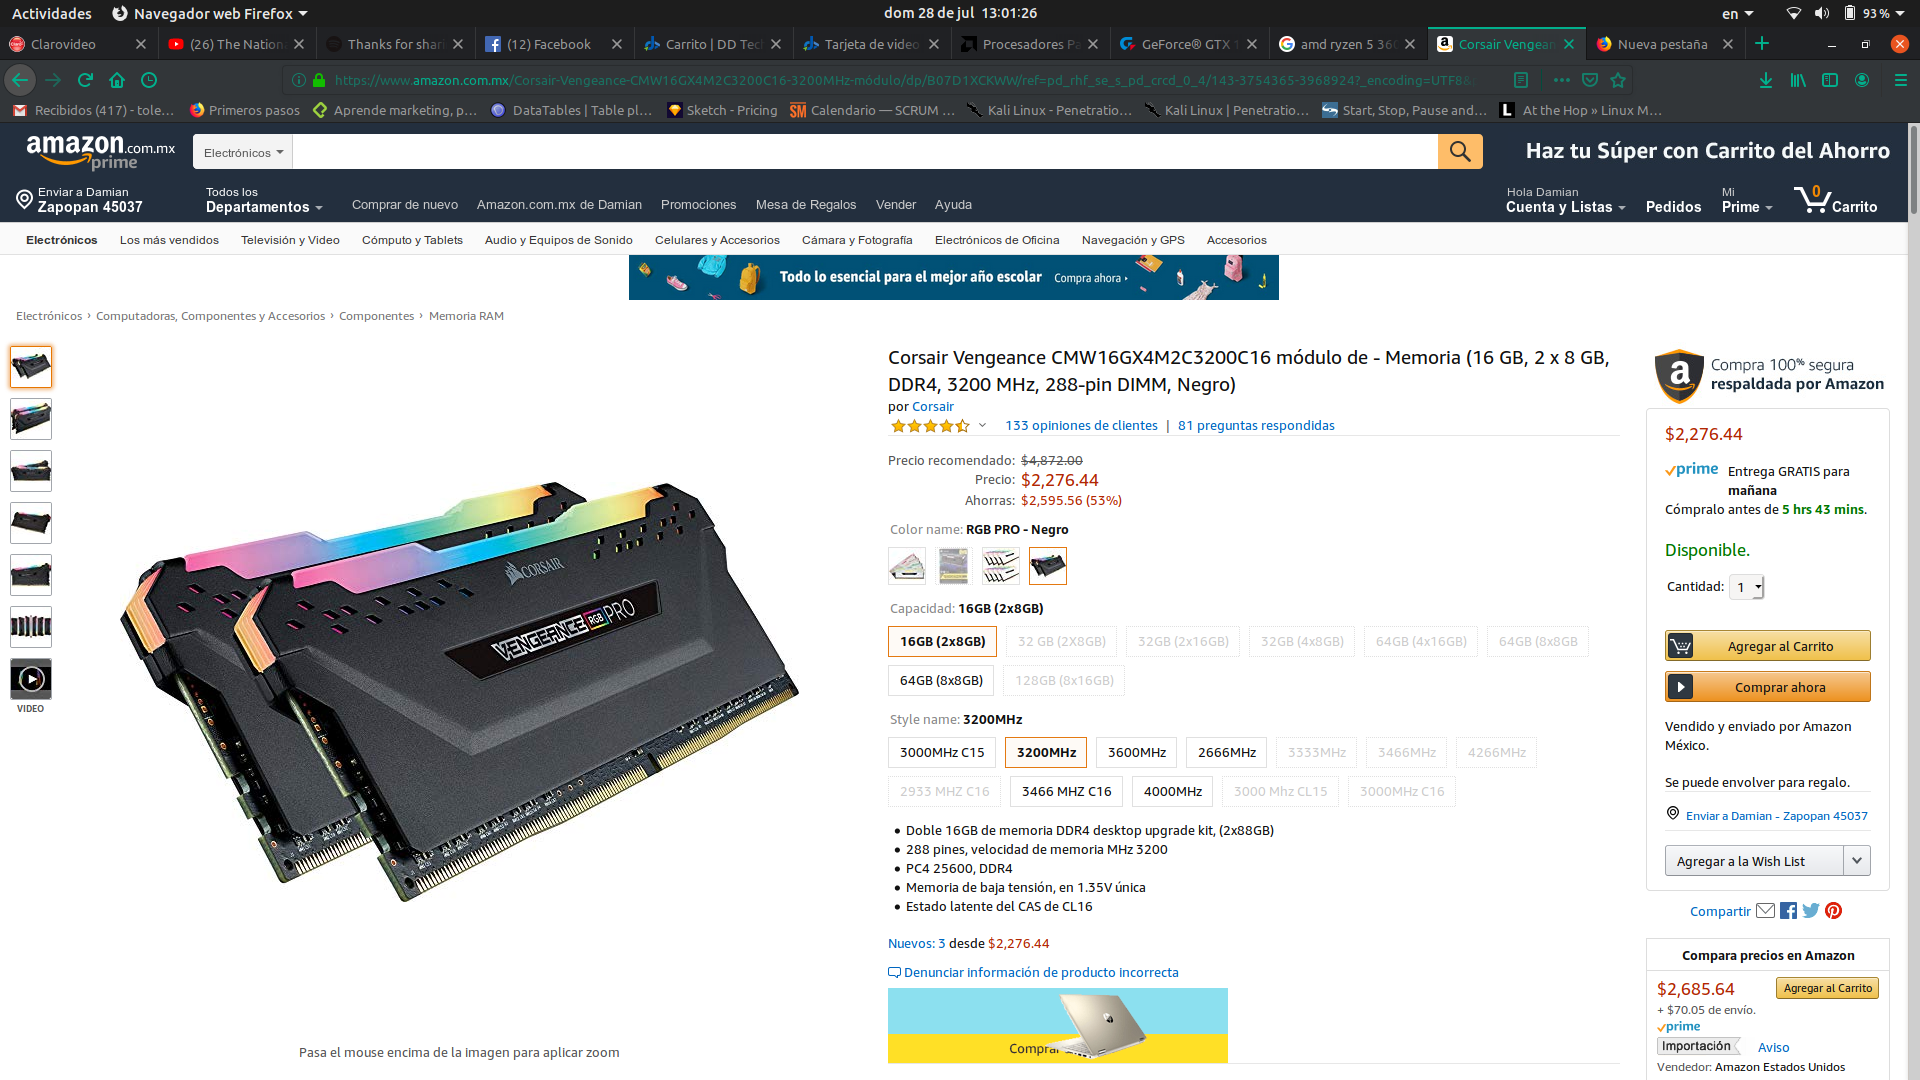 Actividades
Navegador web Firefox
dom 28 de jul 13:01:26
en
93 %
Clarovideo
(26) The Nation
Thanks for shari
(12) Facebook
Carrito | DD Tec
Tarjeta de video
Procesadores Pa
GeForce® GTX 1
amd ryzen 5 360
Corsair Vengean
Nueva pestaña
https://www.amazon.com.mx/Corsair-Vengeance-CMW16GX4M2C3200C16-3200MHz-módulo/dp/B07D1XCKWW/ref=pd_rhf_se_s_pd_crcd_0_4/143-3754365-3968924?_encoding=UTF8&
Recibidos (417) - tole…
Primeros pasos
Aprende marketing, p…
DataTables | Table pl…
Sketch - Pricing
SM Calendario — SCRUM …
Kali Linux - Penetratio…
Kali Linux | Penetratio…
Start, Stop, Pause and…
L At the Hop » Linux M…
amazon.com.mx
prime
Electrónicos
Haz tu Súper con Carrito del Ahorro
Enviar a Damian
Zapopan 45037
Todos los
Departamentos
Comprar de nuevo
Amazon.com.mx de Damian
Promociones
Mesa de Regalos
Vender
Ayuda
Hola Damian
Cuenta y Listas
Pedidos
Mi
Prime
0
Carrito
Electrónicos
Los más vendidos
Televisión y Video
Cómputo y Tablets
Audio y Equipos de Sonido
Celulares y Accesorios
Cámara y Fotografía
Electrónicos de Oficina
Navegación y GPS
Accesorios
Todo lo esencial para el mejor año escolar
Compra ahora ›
Electrónicos › Computadoras, Componentes y Accesorios › Componentes › Memoria RAM
VIDEO
CORSAIR
VENGEANCE RGB PRO
Pasa el mouse encima de la imagen para aplicar zoom
Corsair Vengeance CMW16GX4M2C3200C16 módulo de - Memoria (16 GB, 2 x 8 GB,
DDR4, 3200 MHz, 288-pin DIMM, Negro)
por Corsair
133 opiniones de clientes | 81 preguntas respondidas
Precio recomendado: $4,872.00
Precio: $2,276.44
Ahorras: $2,595.56 (53%)
Color name: RGB PRO - Negro
Capacidad: 16GB (2x8GB)
16GB (2x8GB)
32 GB (2X8GB)
32GB (2x16GB)
32GB (4x8GB)
64GB (4x16GB)
64GB (8x8GB
64GB (8x8GB)
128GB (8x16GB)
Style name: 3200MHz
3000MHz C15
3200MHz
3600MHz
2666MHz
3333MHz
3466MHz
4266MHz
2933 MHZ C16
3466 MHZ C16
4000MHz
3000 Mhz CL15
3000MHz C16
• Doble 16GB de memoria DDR4 desktop upgrade kit, (2x88GB)
• 288 pines, velocidad de memoria MHz 3200
• PC4 25600, DDR4
• Memoria de baja tensión, en 1.35V única
• Estado latente del CAS de CL16
Nuevos: 3 desde $2,276.44
Denunciar información de producto incorrecta
Comprar
a
Compra 100% segura
respaldada por Amazon
$2,276.44
prime Entrega GRATIS para
mañana
Cómpralo antes de 5 hrs 43 mins.
Disponible.
Cantidad: 1
Agregar al Carrito
Comprar ahora
Vendido y enviado por Amazon
México.
Se puede envolver para regalo.
Enviar a Damian - Zapopan 45037
Agregar a la Wish List
Compartir
Compara precios en Amazon
$2,685.64
Agregar al Carrito
+ $70.05 de envío.
prime
Importación
Aviso
Vendedor: Amazon Estados Unidos